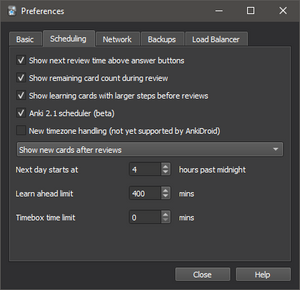 Preferences
Basic Scheduling Network Backups Load Balancer
Show next review time above answer buttons
Show remaining card count during review
Show learning cards with larger steps before reviews
Anki 2.1 scheduler (beta)
New timezone handling (not yet supported by AnkiDroid)
Show new cards after reviews
Next day starts at 4 hours past midnight
Learn ahead limit 400 mins
Timebox time limit 0 mins
Close Help